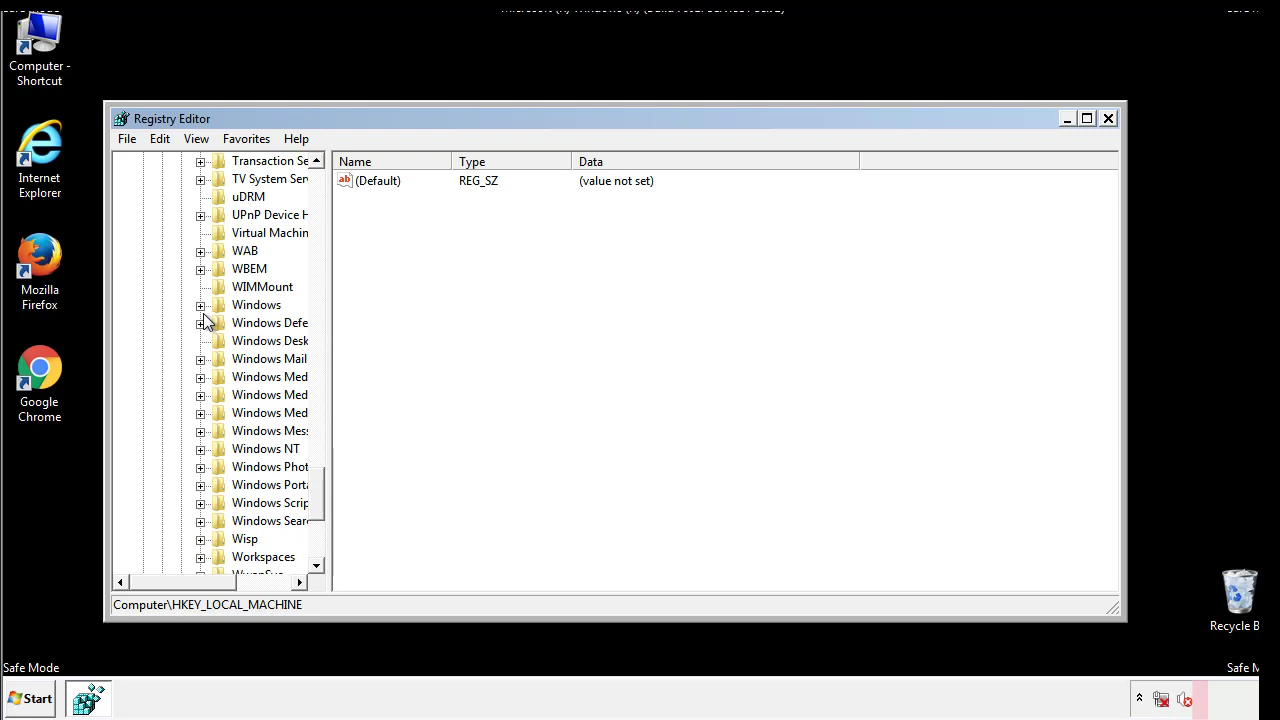 Computer -
Shortcut
Internet
Explorer
Mozilla
Firefox
Google
Chrome
Registry Editor
File Edit View Favorites Help
Transaction Se
TV System Serv
uDRM
UPnP Device H
Virtual Machin
WAB
WBEM
WIMMount
Windows
Windows Defe
Windows Desk
Windows Mail
Windows Med
Windows Med
Windows Med
Windows Mess
Windows NT
Windows Phot
Windows Porta
Windows Scrip
Windows Sear
Wisp
Workspaces
Name Type Data
ab (Default) REG_SZ (value not set)
Computer\HKEY_LOCAL_MACHINE
Recycle B
Safe Mode
Safe M
Start